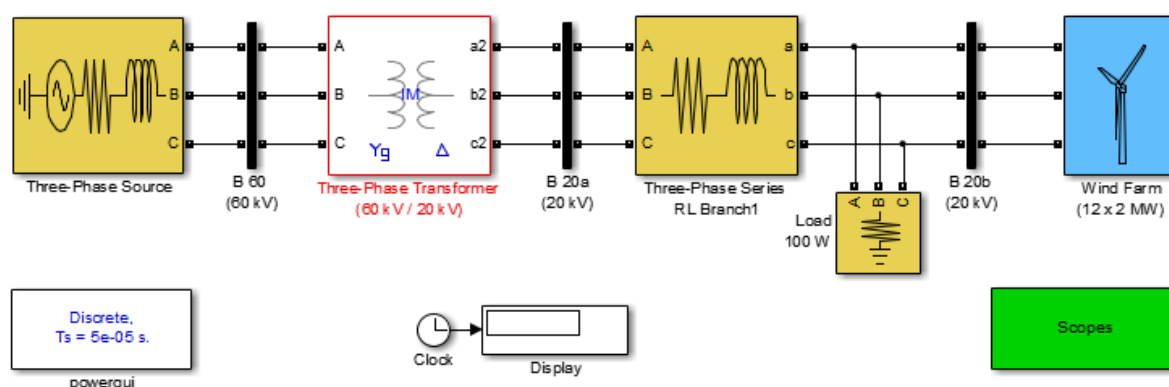 A
B
C
Three-Phase Source
B 60
(60 kV)
A
B
C
IM
Yg Δ
a2
b2
c2
Three-Phase Transformer
(60 kV / 20 kV)
B 20a
(20 kV)
A
B
C
a
b
c
Three-Phase Series
RL Branch1
A B C
Load
100 W
B 20b
(20 kV)
Wind Farm
(12 x 2 MW)
Discrete,
Ts = 5e-05 s.
powergui
Clock
Display
Scopes